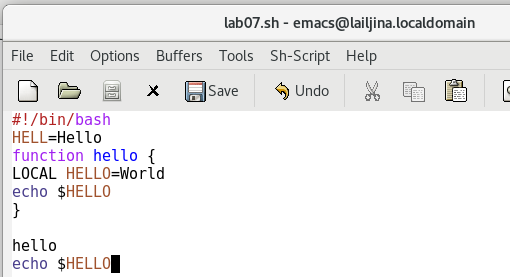 lab07.sh - emacs@lailjina.localdomain
File Edit Options Buffers Tools Sh-Script Help
Save Undo
#!/bin/bash
HELL=Hello
function hello {
LOCAL HELLO=World
echo $HELLO
}
hello
echo $HELLO